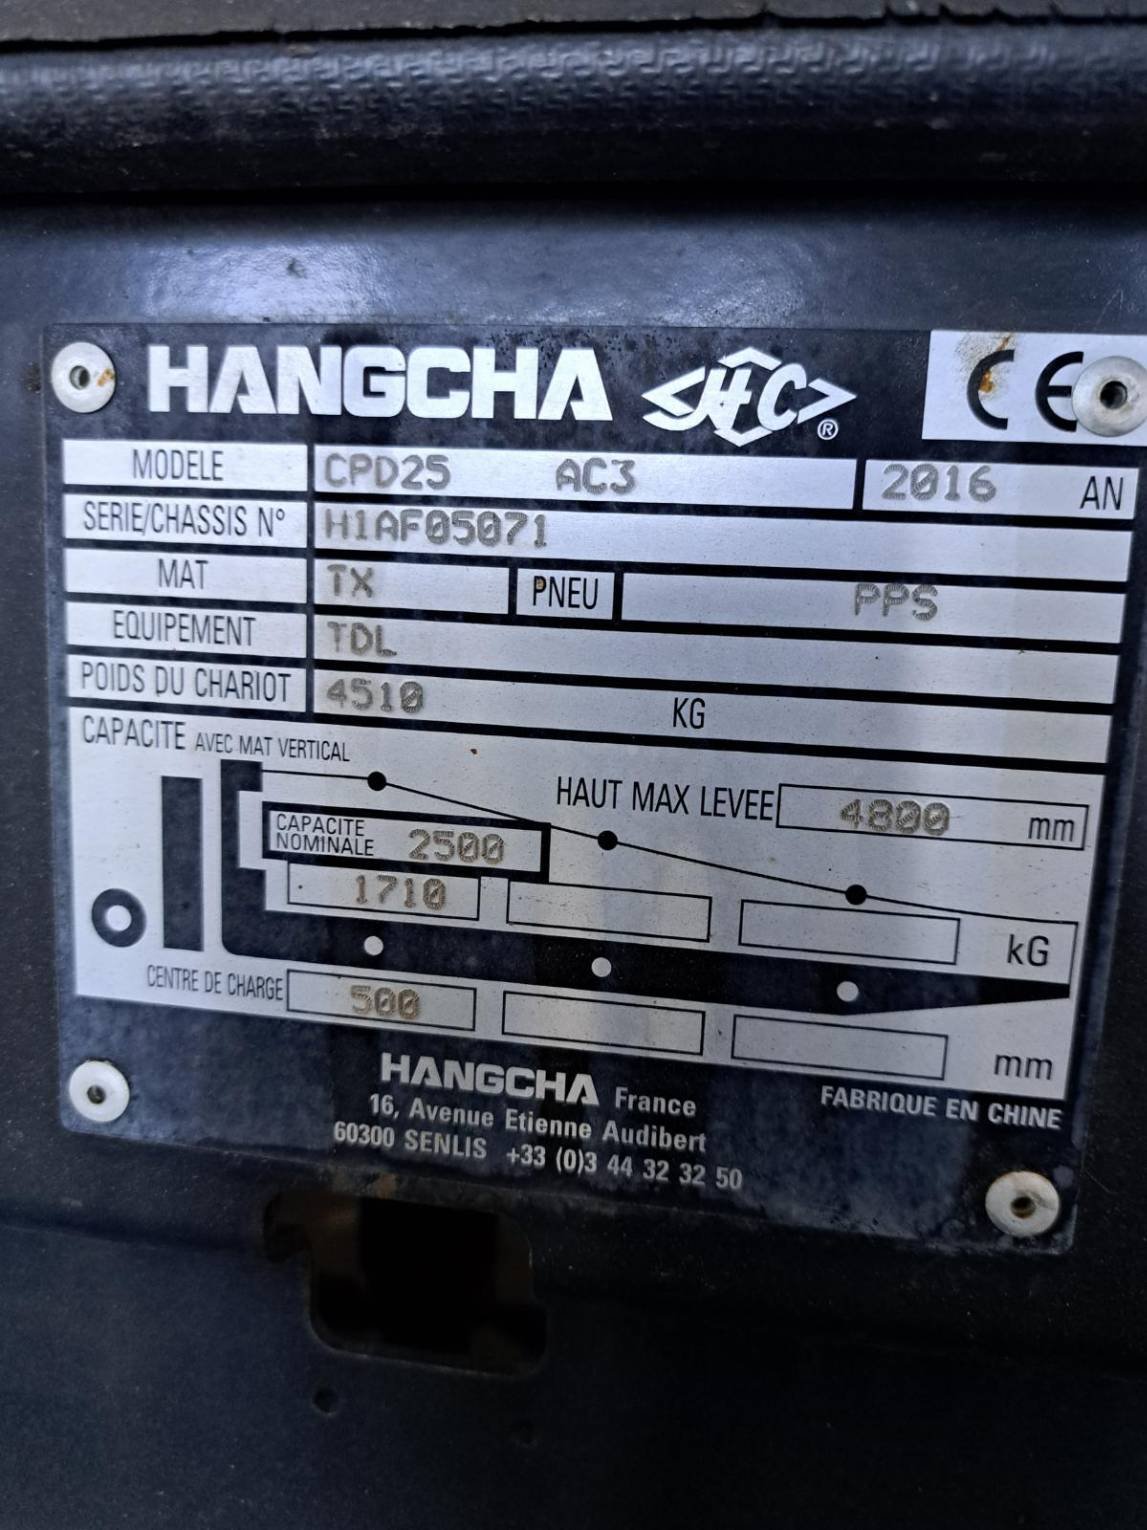 HANGCHA HC ® CE
MODELE CPD25 AC3 2016 AN
SERIE/CHASSIS N° H1AF05071
MAT TX PNEU PPS
EQUIPEMENT TDL
POIDS DU CHARIOT 4510 KG
CAPACITE AVEC MAT VERTICAL
HAUT MAX LEVEE 4800 mm
CAPACITE
NOMINALE 2500
1710 kG
CENTRE DE CHARGE 500 mm
HANGCHA France
FABRIQUE EN CHINE
16, Avenue Etienne Audibert
60300 SENLIS +33 (0)3 44 32 32 50